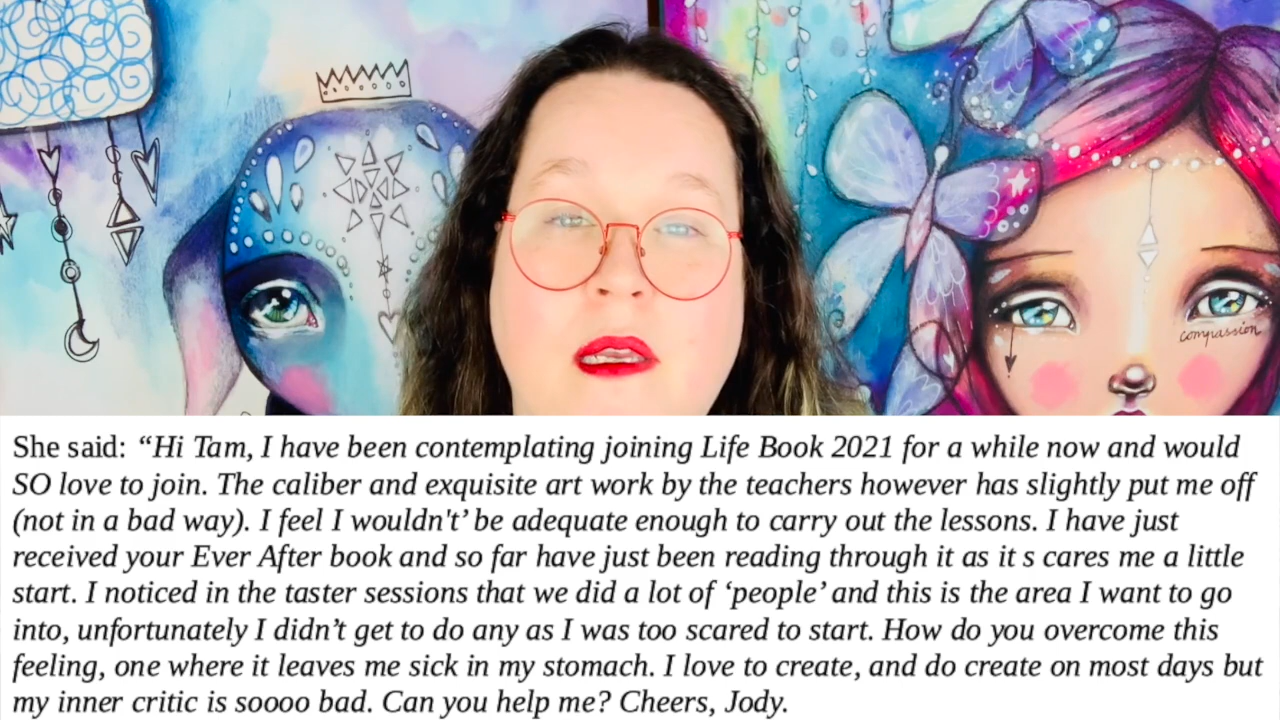 compassion
She said: “Hi Tam, I have been contemplating joining Life Book 2021 for a while now and would
SO love to join. The caliber and exquisite art work by the teachers however has slightly put me off
(not in a bad way). I feel I wouldn't’ be adequate enough to carry out the lessons. I have just
received your Ever After book and so far have just been reading through it as it s cares me a little
start. I noticed in the taster sessions that we did a lot of ‘people’ and this is the area I want to go
into, unfortunately I didn’t get to do any as I was too scared to start. How do you overcome this
feeling, one where it leaves me sick in my stomach. I love to create, and do create on most days but
my inner critic is soooo bad. Can you help me? Cheers, Jody.